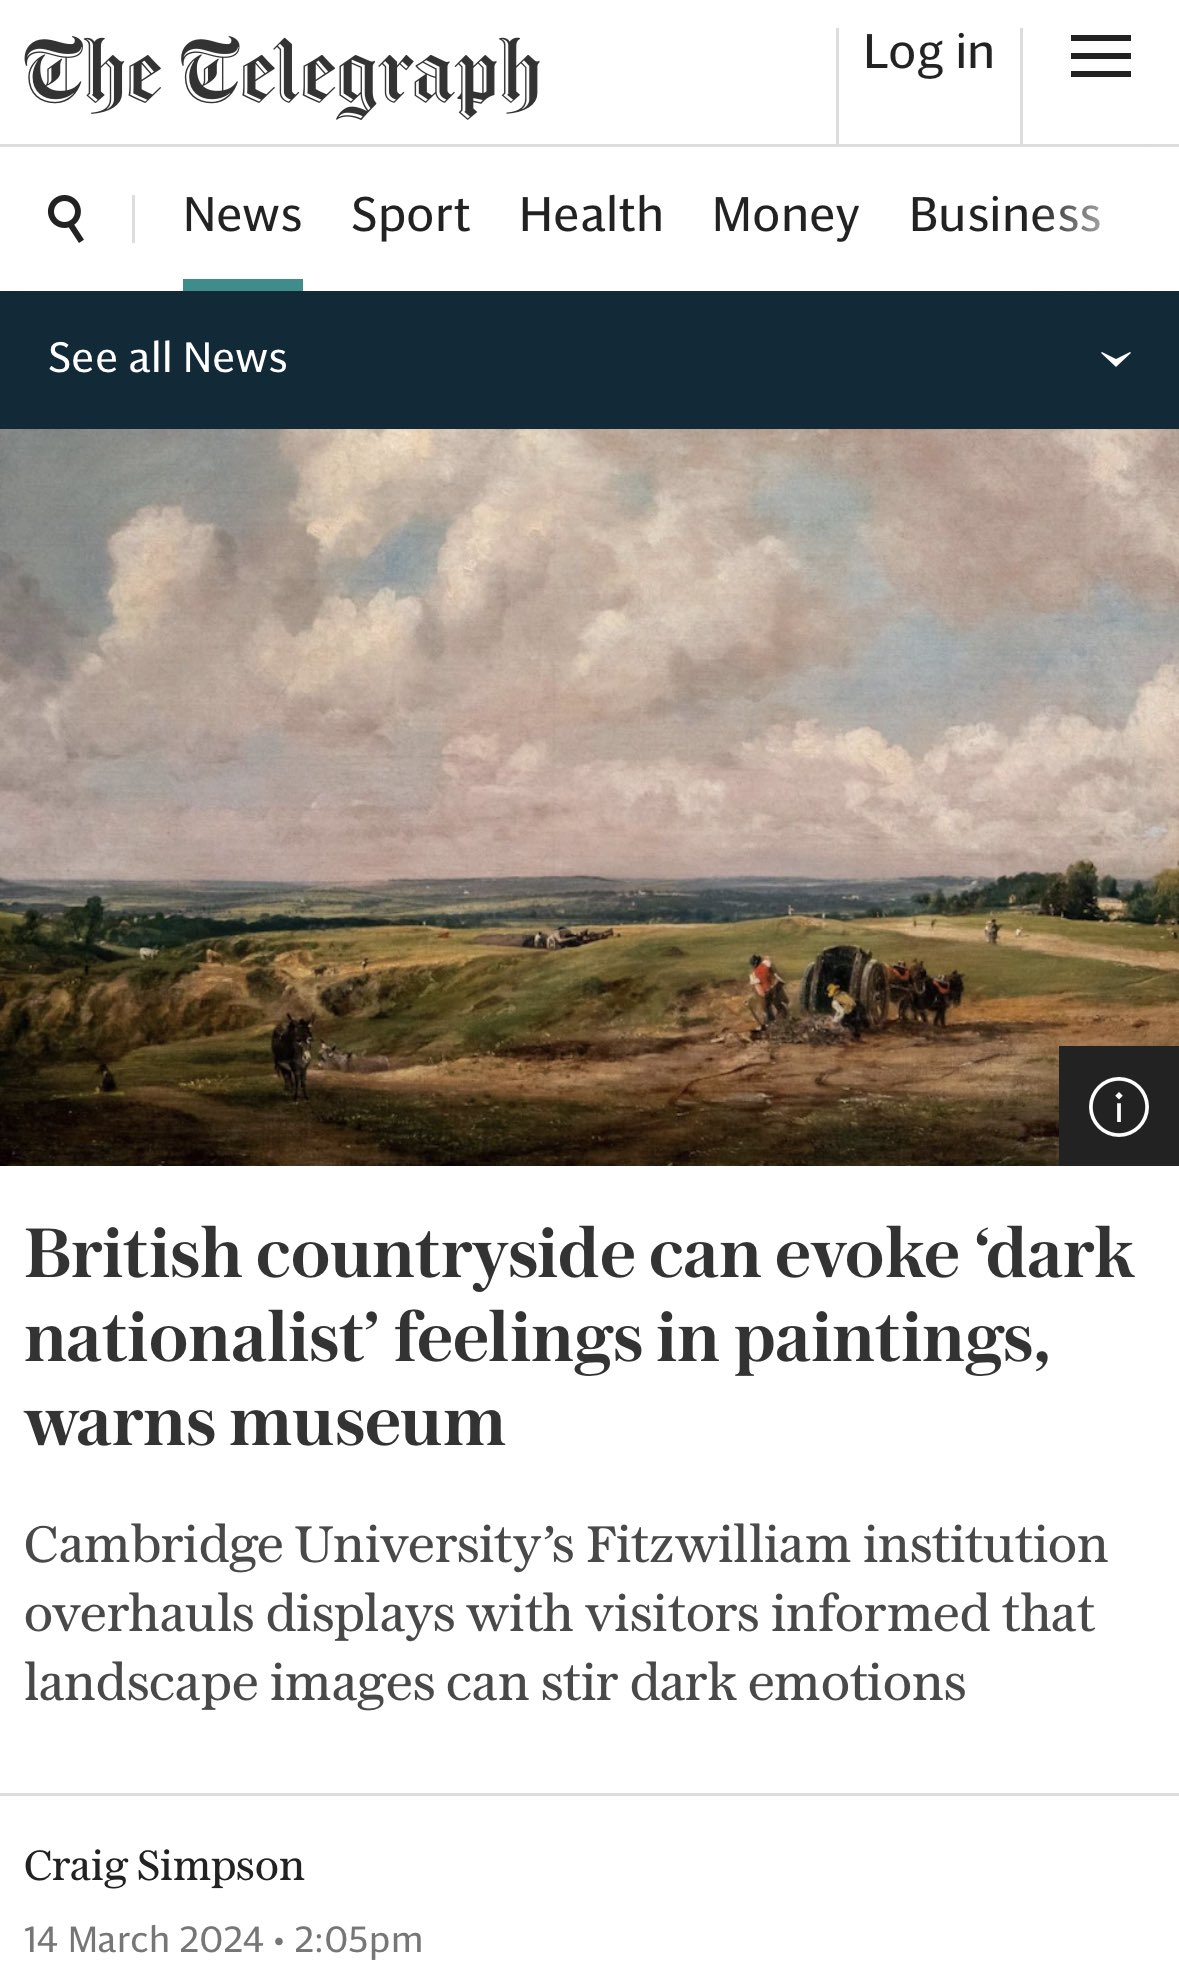 The Telegraph
Log in
News Sport Health Money Business
See all News
i
British countryside can evoke ‘dark
nationalist’ feelings in paintings,
warns museum
Cambridge University’s Fitzwilliam institution
overhauls displays with visitors informed that
landscape images can stir dark emotions
Craig Simpson
14 March 2024 • 2:05pm